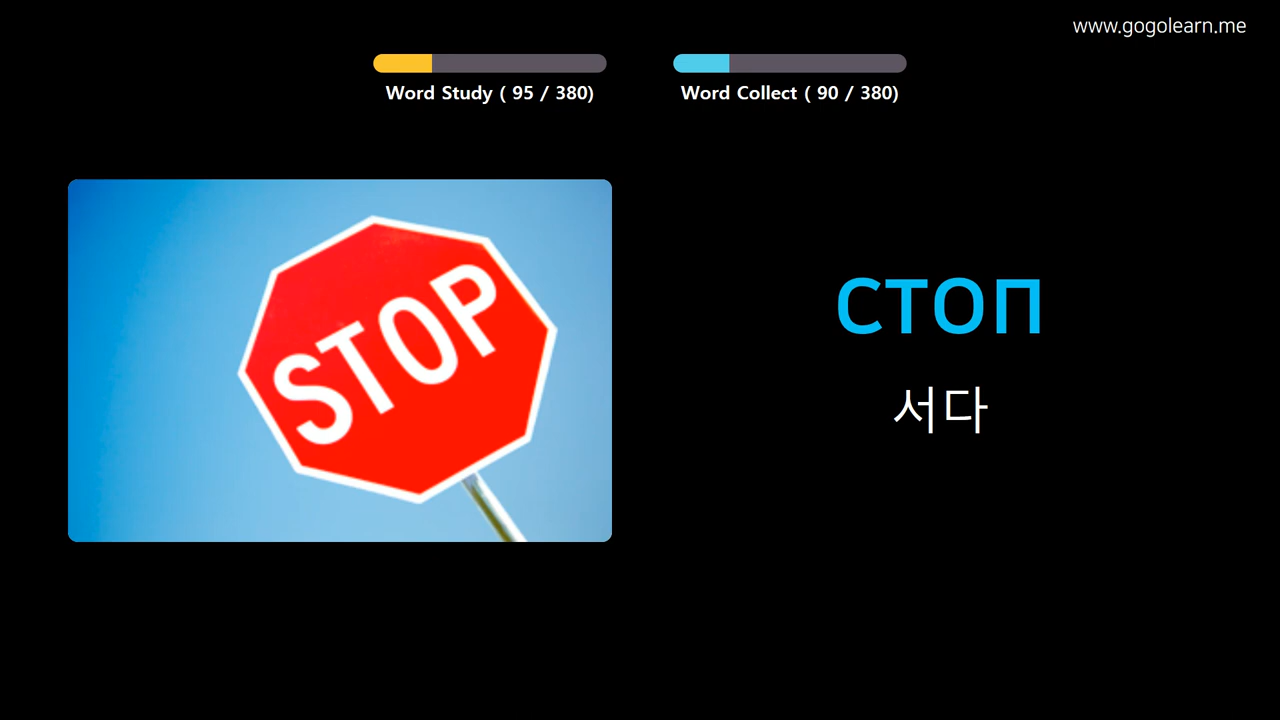 www.gogolearn.me
Word Study ( 95 / 380)
Word Collect ( 90 / 380)
STOP
стоп
서다